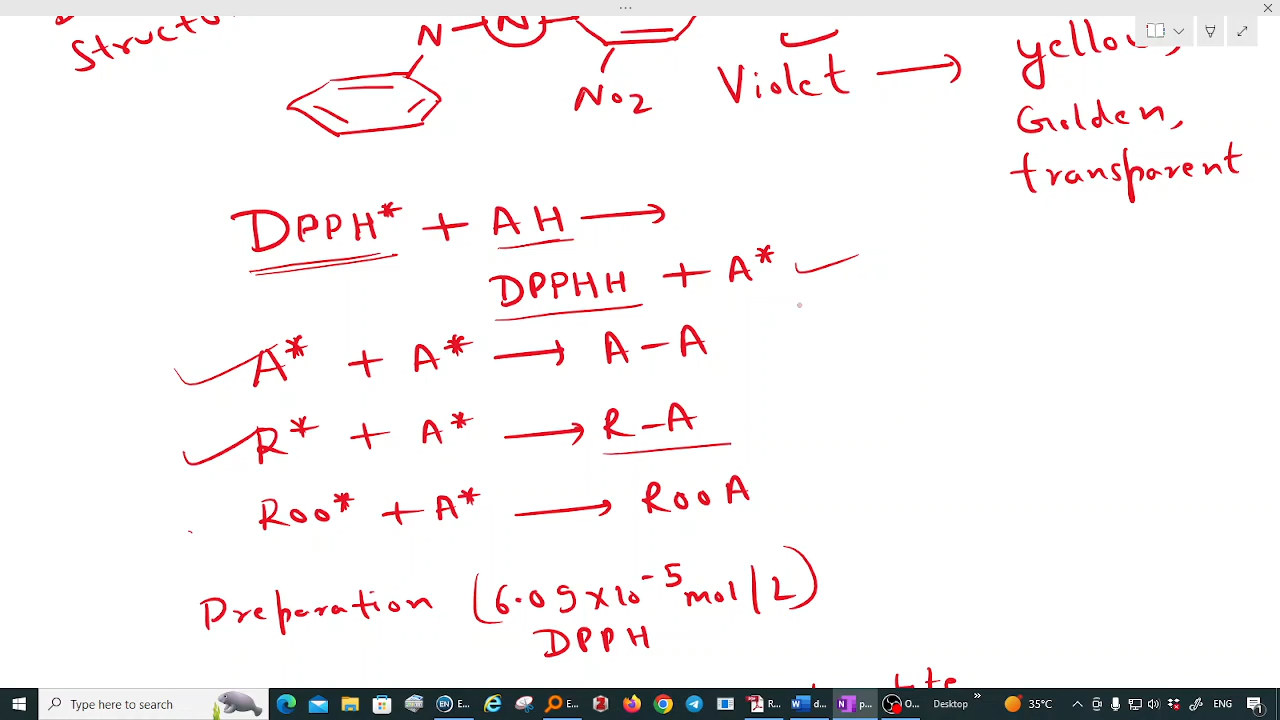 N — N
NO2
Violet → yellow,
Golden,
transparent
DPPH* + AH →
DPPHH + A*
A* + A* → A-A
R* + A* → R-A
ROO* + A* → ROOA
Preparation (6.09 x 10^-5 mol/L)
DPPH
Type here to search
EN
E...
E...
R...
d...
p...
O...
Desktop
35°C
ENG